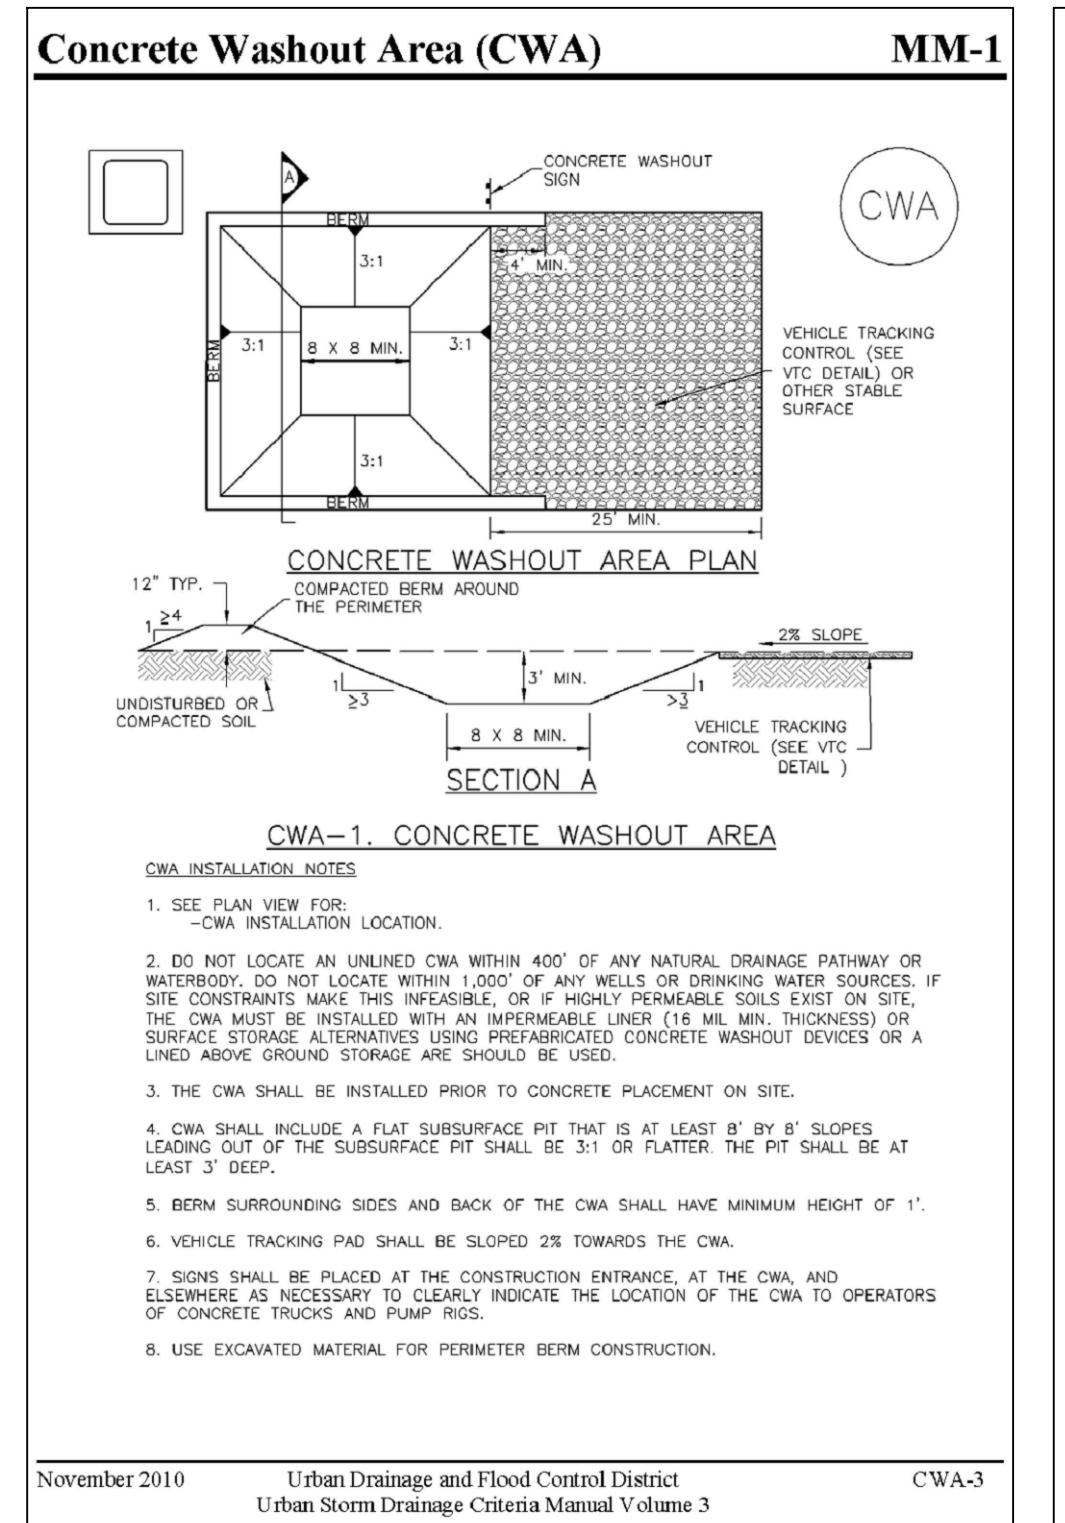 Concrete Washout Area (CWA) MM-1
CONCRETE WASHOUT
SIGN
A
CWA
BERM
3:1
4' MIN.
VEHICLE TRACKING
CONTROL (SEE
VTC DETAIL) OR
OTHER STABLE
SURFACE
BERM
3:1
8 X 8 MIN.
3:1
3:1
BERM
25' MIN.
CONCRETE WASHOUT AREA PLAN
12" TYP.
COMPACTED BERM AROUND
THE PERIMETER
1
≥4
2% SLOPE
3' MIN.
1
≥3
1
≥3
UNDISTURBED OR
COMPACTED SOIL
8 X 8 MIN.
VEHICLE TRACKING
CONTROL (SEE VTC
DETAIL )
SECTION A
CWA-1. CONCRETE WASHOUT AREA
CWA INSTALLATION NOTES
1. SEE PLAN VIEW FOR:
-CWA INSTALLATION LOCATION.
2. DO NOT LOCATE AN UNLINED CWA WITHIN 400' OF ANY NATURAL DRAINAGE PATHWAY OR
WATERBODY. DO NOT LOCATE WITHIN 1,000' OF ANY WELLS OR DRINKING WATER SOURCES. IF
SITE CONSTRAINTS MAKE THIS INFEASIBLE, OR IF HIGHLY PERMEABLE SOILS EXIST ON SITE,
THE CWA MUST BE INSTALLED WITH AN IMPERMEABLE LINER (16 MIL MIN. THICKNESS) OR
SURFACE STORAGE ALTERNATIVES USING PREFABRICATED CONCRETE WASHOUT DEVICES OR A
LINED ABOVE GROUND STORAGE ARE SHOULD BE USED.
3. THE CWA SHALL BE INSTALLED PRIOR TO CONCRETE PLACEMENT ON SITE.
4. CWA SHALL INCLUDE A FLAT SUBSURFACE PIT THAT IS AT LEAST 8' BY 8' SLOPES
LEADING OUT OF THE SUBSURFACE PIT SHALL BE 3:1 OR FLATTER. THE PIT SHALL BE AT
LEAST 3' DEEP.
5. BERM SURROUNDING SIDES AND BACK OF THE CWA SHALL HAVE MINIMUM HEIGHT OF 1'.
6. VEHICLE TRACKING PAD SHALL BE SLOPED 2% TOWARDS THE CWA.
7. SIGNS SHALL BE PLACED AT THE CONSTRUCTION ENTRANCE, AT THE CWA, AND
ELSEWHERE AS NECESSARY TO CLEARLY INDICATE THE LOCATION OF THE CWA TO OPERATORS
OF CONCRETE TRUCKS AND PUMP RIGS.
8. USE EXCAVATED MATERIAL FOR PERIMETER BERM CONSTRUCTION.
November 2010 Urban Drainage and Flood Control District CWA-3
Urban Storm Drainage Criteria Manual Volume 3